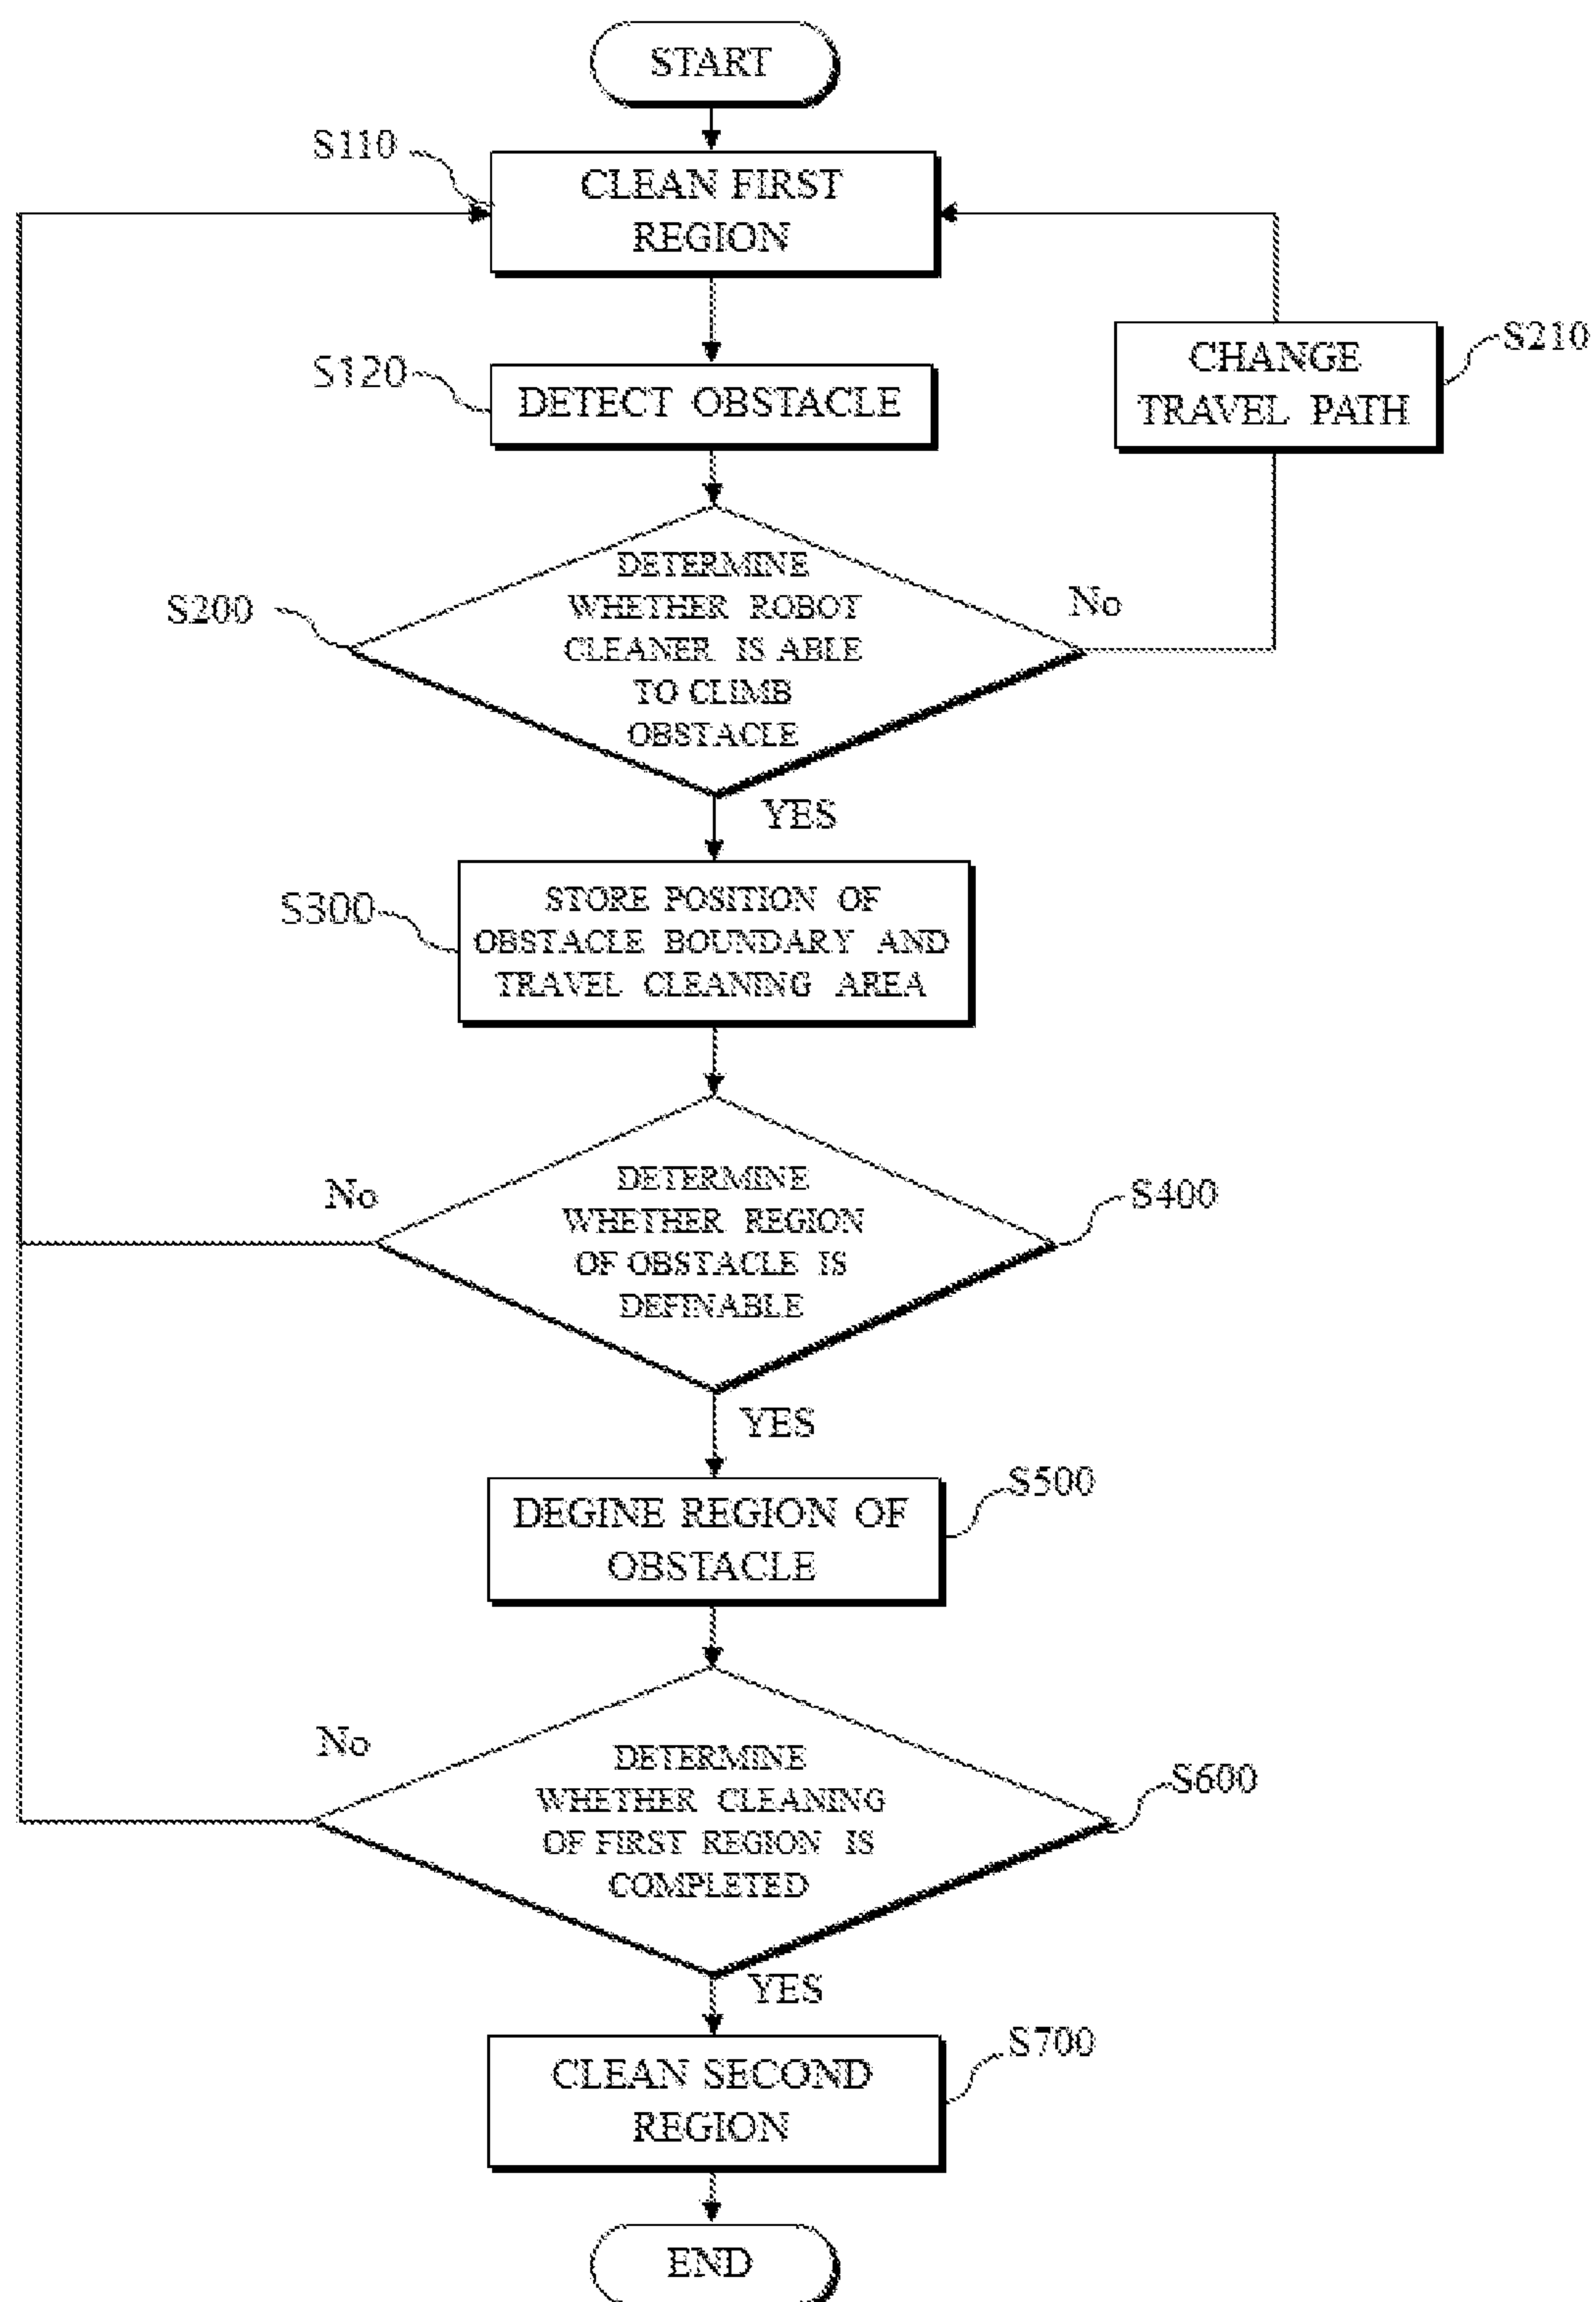 START
S110
CLEAN FIRST
REGION
S120
DETECT OBSTACLE
CHANGE
TRAVEL PATH
S210
S200
DETERMINE
WHETHER ROBOT
CLEANER IS ABLE
TO CLIMB
OBSTACLE
No
YES
S300
STORE POSITION OF
OBSTACLE BOUNDARY AND
TRAVEL CLEANING AREA
No
DETERMINE
WHETHER REGION
OF OBSTACLE IS
DEFINABLE
S400
YES
DEGINE REGION OF
OBSTACLE
S500
No
DETERMINE
WHETHER CLEANING
OF FIRST REGION IS
COMPLETED
S600
YES
CLEAN SECOND
REGION
S700
END